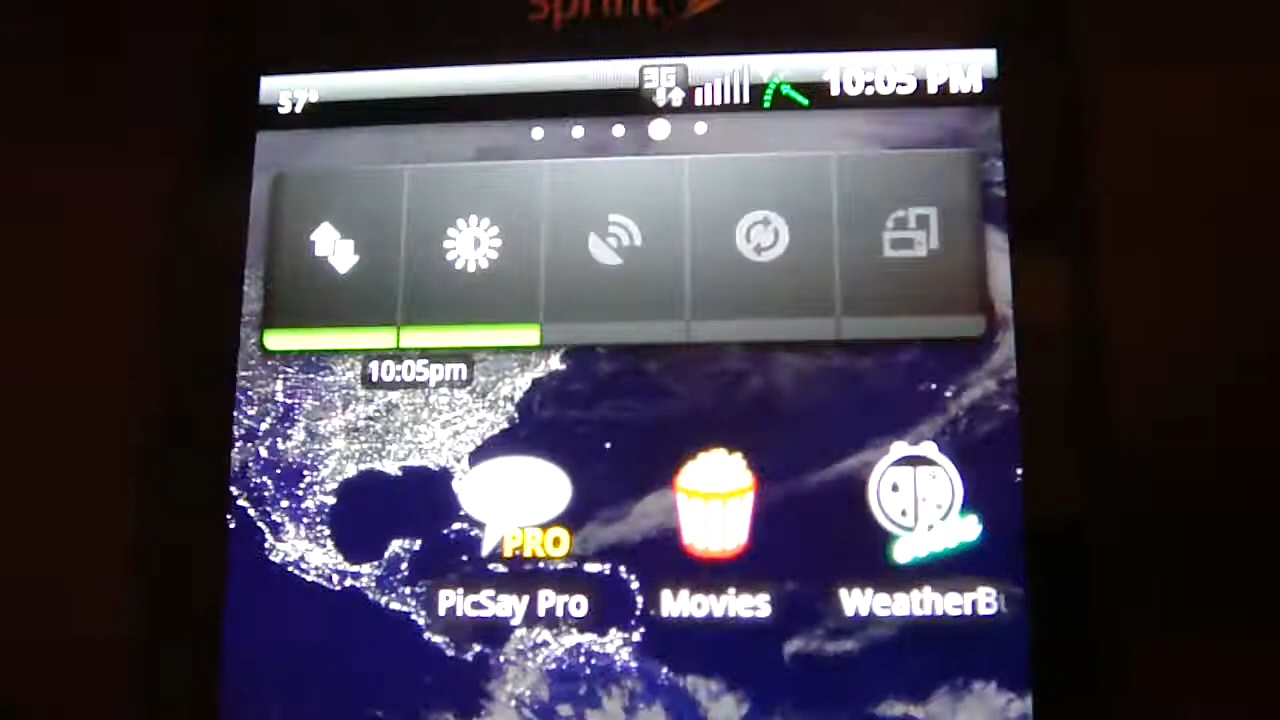 sprint
57°
3G
10:05 PM
10:05pm
PRO
PicSay Pro
Movies
WeatherB